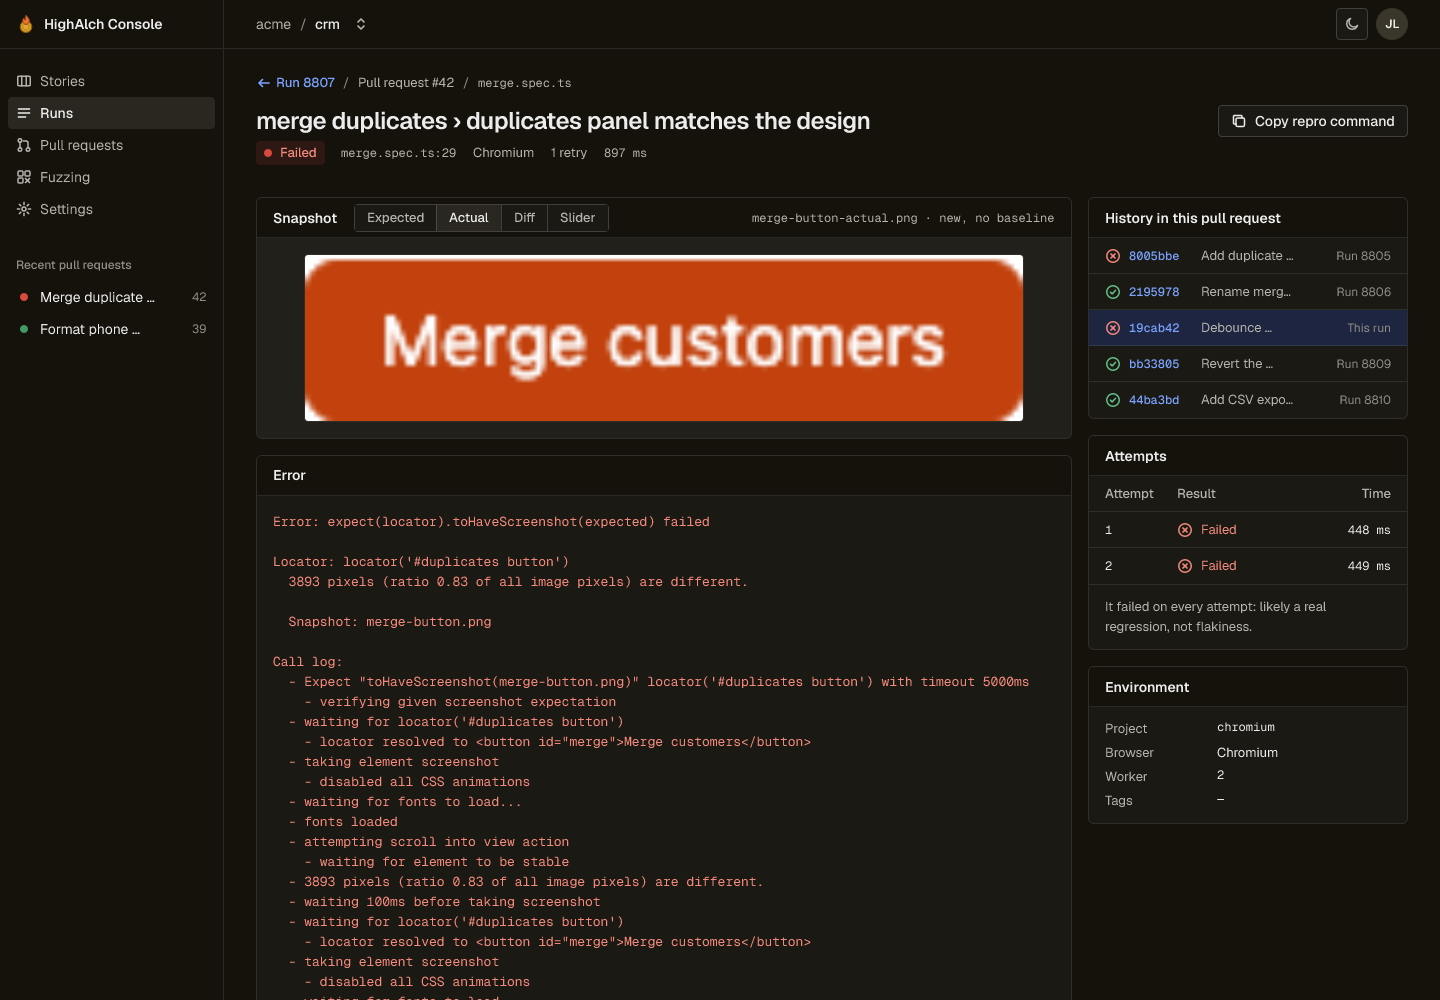 HighAlch Console
acme / crm
JL
Stories
Runs
Pull requests
Fuzzing
Settings
Recent pull requests
Merge duplicate ... 42
Format phone ... 39
← Run 8807 / Pull request #42 / merge.spec.ts
merge duplicates › duplicates panel matches the design
Copy repro command
Failed merge.spec.ts:29 Chromium 1 retry 897 ms
Snapshot Expected Actual Diff Slider merge-button-actual.png · new, no baseline
Merge customers
Error
Error: expect(locator).toHaveScreenshot(expected) failed
Locator: locator('#duplicates button')
3893 pixels (ratio 0.83 of all image pixels) are different.
Snapshot: merge-button.png
Call log:
- Expect "toHaveScreenshot(merge-button.png)" locator('#duplicates button') with timeout 5000ms
- verifying given screenshot expectation
- waiting for locator('#duplicates button')
- locator resolved to <button id="merge">Merge customers</button>
- taking element screenshot
- disabled all CSS animations
- waiting for fonts to load...
- fonts loaded
- attempting scroll into view action
- waiting for element to be stable
- 3893 pixels (ratio 0.83 of all image pixels) are different.
- waiting 100ms before taking screenshot
- waiting for locator('#duplicates button')
- locator resolved to <button id="merge">Merge customers</button>
- taking element screenshot
- disabled all CSS animations
History in this pull request
8005bbe Add duplicate ... Run 8805
2195978 Rename merg... Run 8806
19cab42 Debounce ... This run
bb33805 Revert the ... Run 8809
44ba3bd Add CSV expo... Run 8810
Attempts
Attempt Result Time
1 Failed 448 ms
2 Failed 449 ms
It failed on every attempt: likely a real
regression, not flakiness.
Environment
Project chromium
Browser Chromium
Worker 2
Tags –